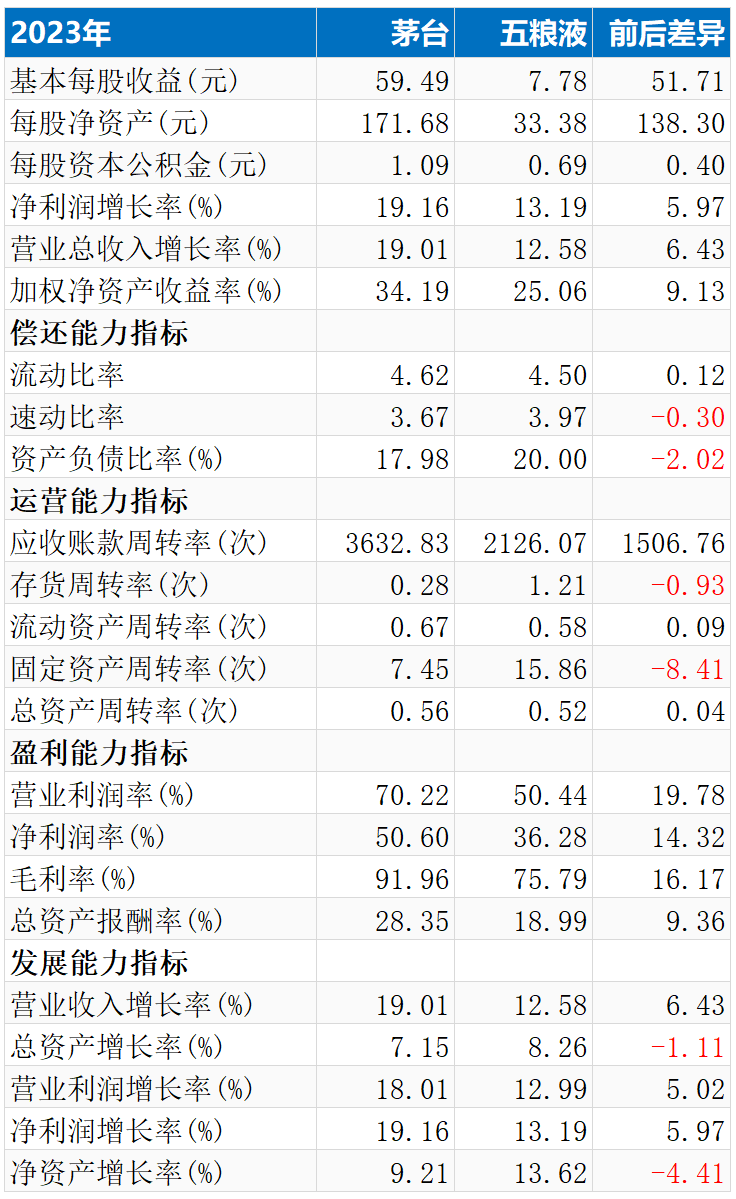 2023年 茅台 五粮液 前后差异
基本每股收益(元) 59.49 7.78 51.71
每股净资产(元) 171.68 33.38 138.30
每股资本公积金(元) 1.09 0.69 0.40
净利润增长率(%) 19.16 13.19 5.97
营业总收入增长率(%) 19.01 12.58 6.43
加权净资产收益率(%) 34.19 25.06 9.13
偿还能力指标
流动比率 4.62 4.50 0.12
速动比率 3.67 3.97 -0.30
资产负债比率(%) 17.98 20.00 -2.02
运营能力指标
应收账款周转率(次) 3632.83 2126.07 1506.76
存货周转率(次) 0.28 1.21 -0.93
流动资产周转率(次) 0.67 0.58 0.09
固定资产周转率(次) 7.45 15.86 -8.41
总资产周转率(次) 0.56 0.52 0.04
盈利能力指标
营业利润率(%) 70.22 50.44 19.78
净利润率(%) 50.60 36.28 14.32
毛利率(%) 91.96 75.79 16.17
总资产报酬率(%) 28.35 18.99 9.36
发展能力指标
营业收入增长率(%) 19.01 12.58 6.43
总资产增长率(%) 7.15 8.26 -1.11
营业利润增长率(%) 18.01 12.99 5.02
净利润增长率(%) 19.16 13.19 5.97
净资产增长率(%) 9.21 13.62 -4.41